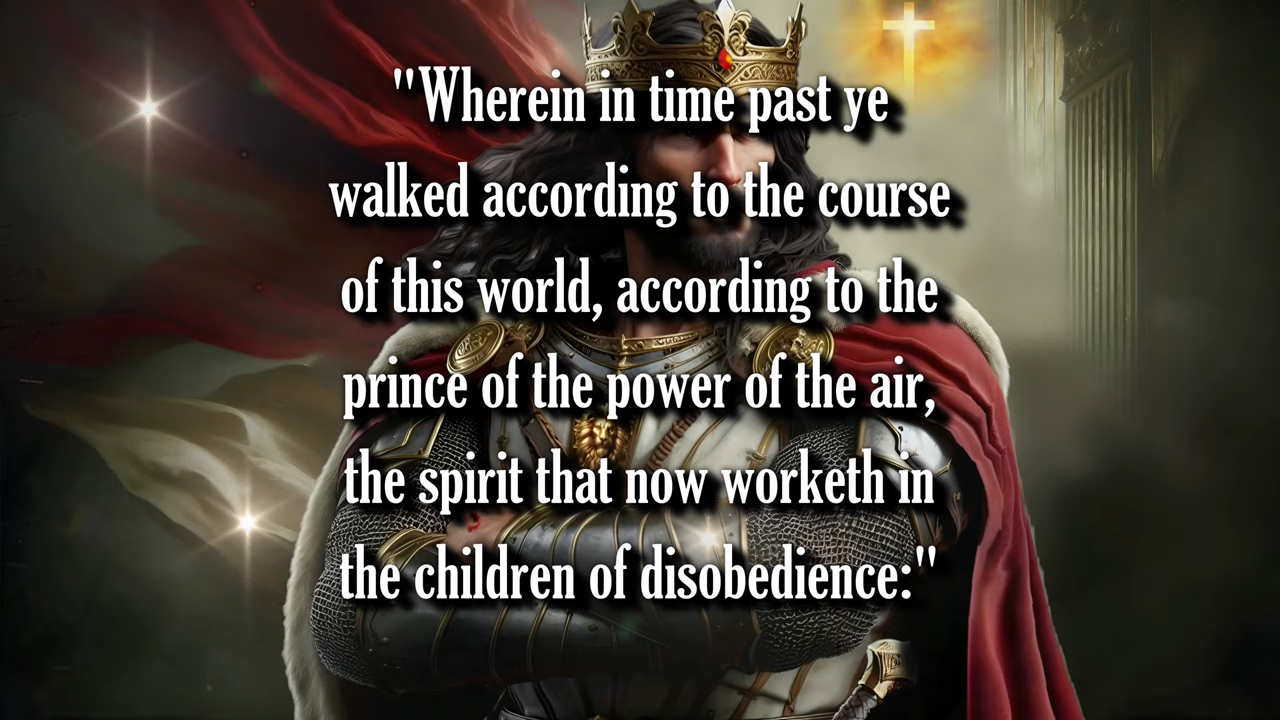 "Wherein in time past ye
walked according to the course
of this world, according to the
prince of the power of the air,
the spirit that now worketh in
the children of disobedience:"